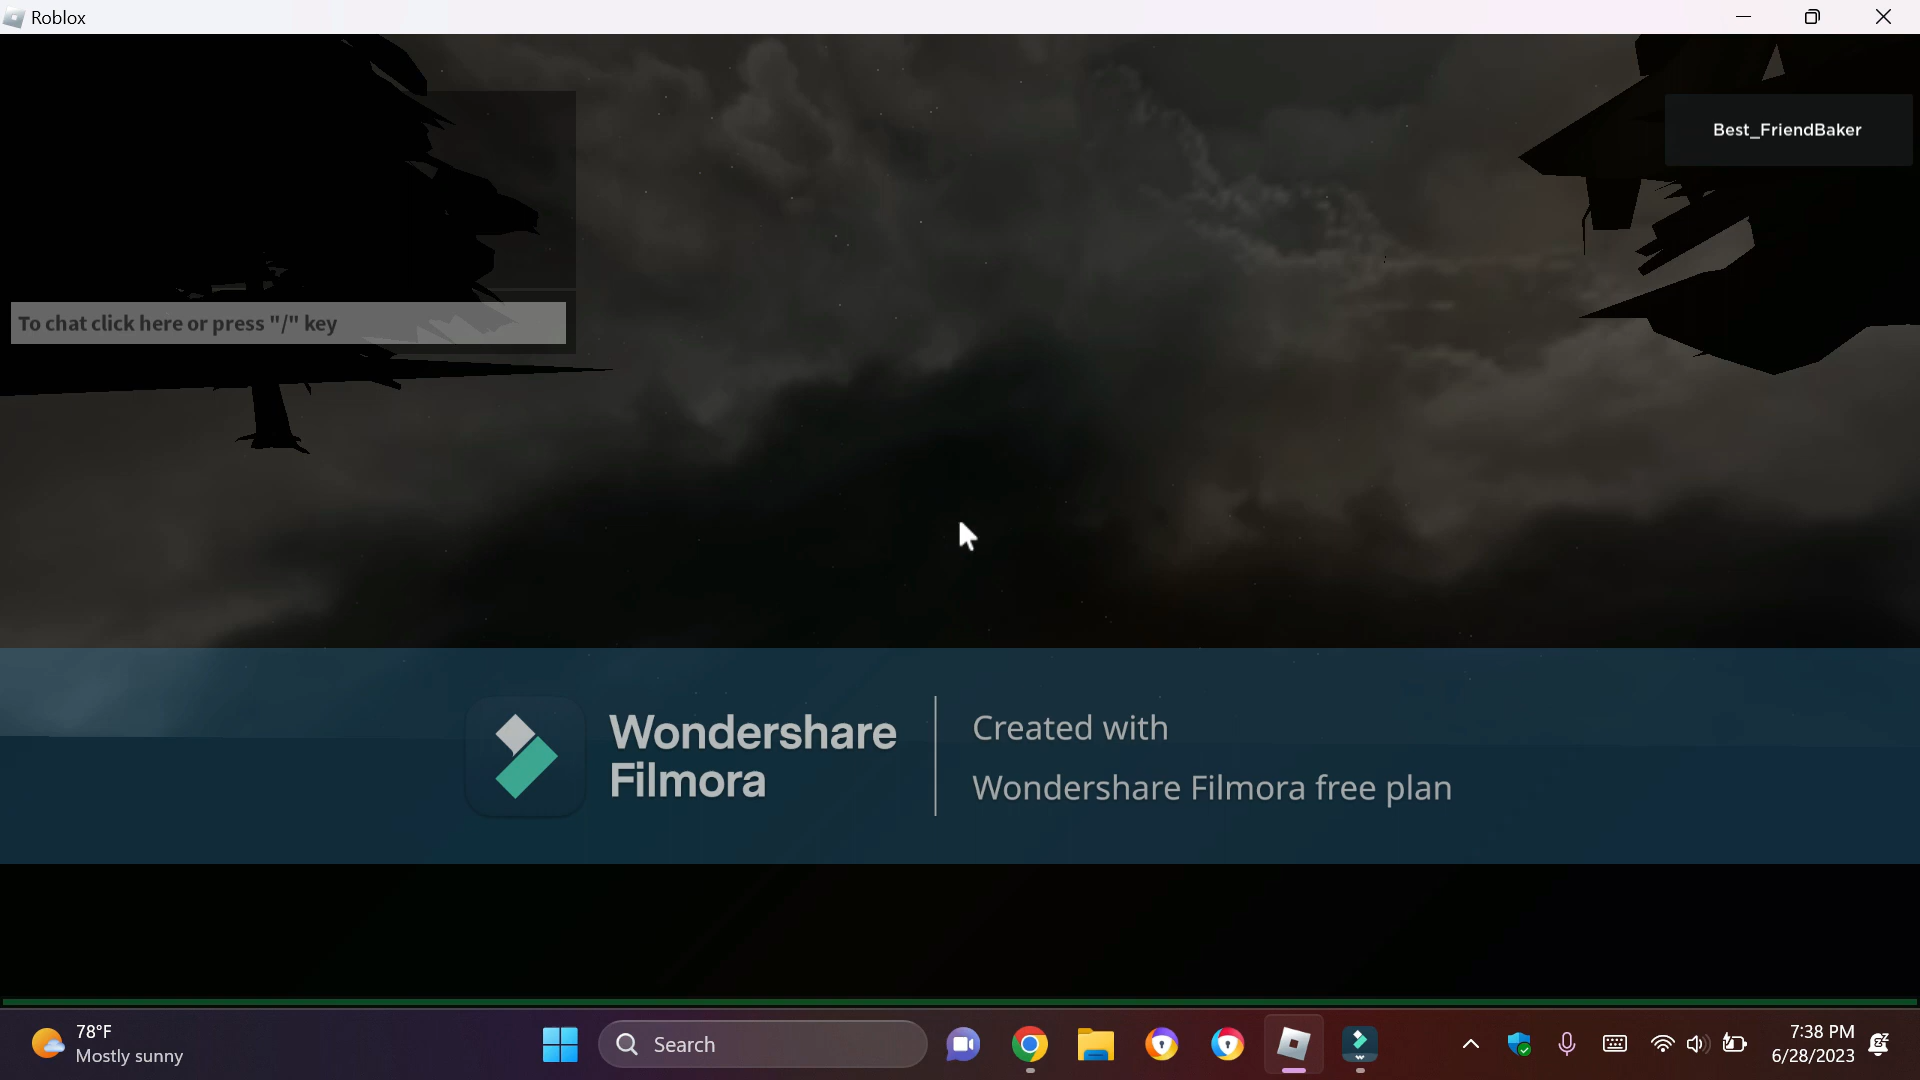 Roblox
Best_FriendBaker
To chat click here or press "/" key
Wondershare
Filmora
Created with
Wondershare Filmora free plan
78°F
Mostly sunny
Search
7:38 PM
6/28/2023